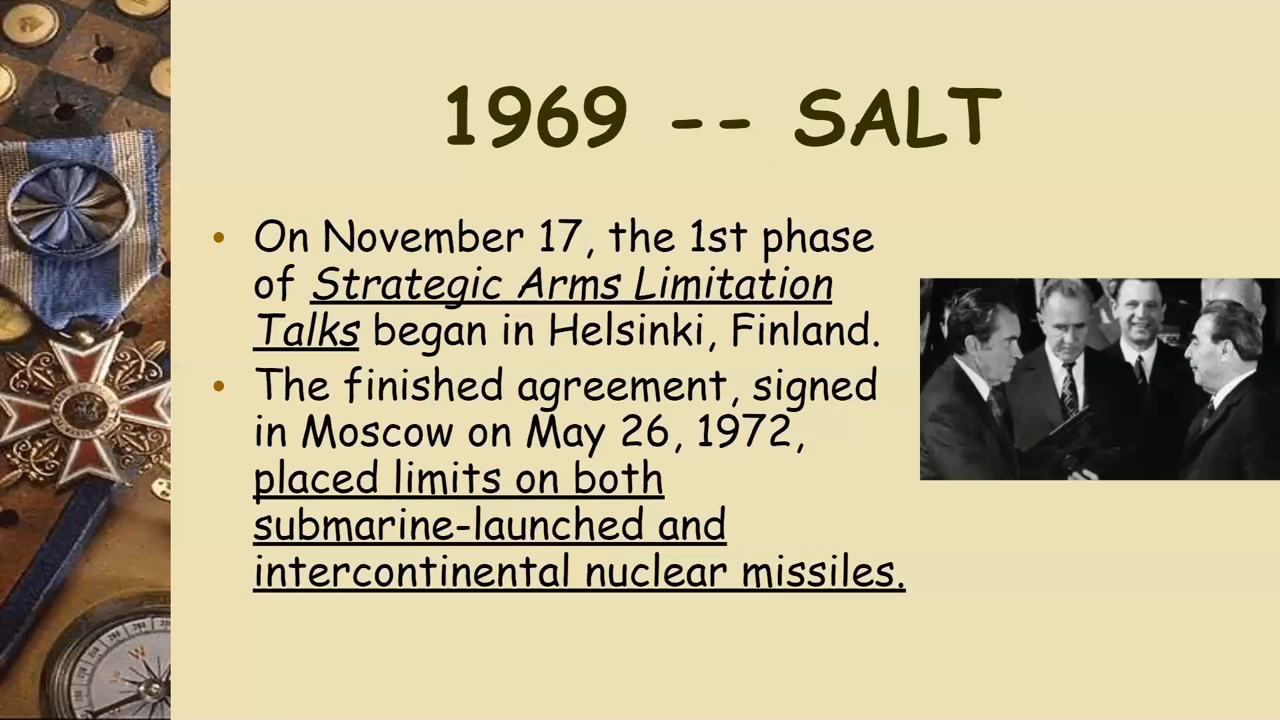 1969 -- SALT
• On November 17, the 1st phase
of Strategic Arms Limitation
Talks began in Helsinki, Finland.
• The finished agreement, signed
in Moscow on May 26, 1972,
placed limits on both
submarine-launched and
intercontinental nuclear missiles.